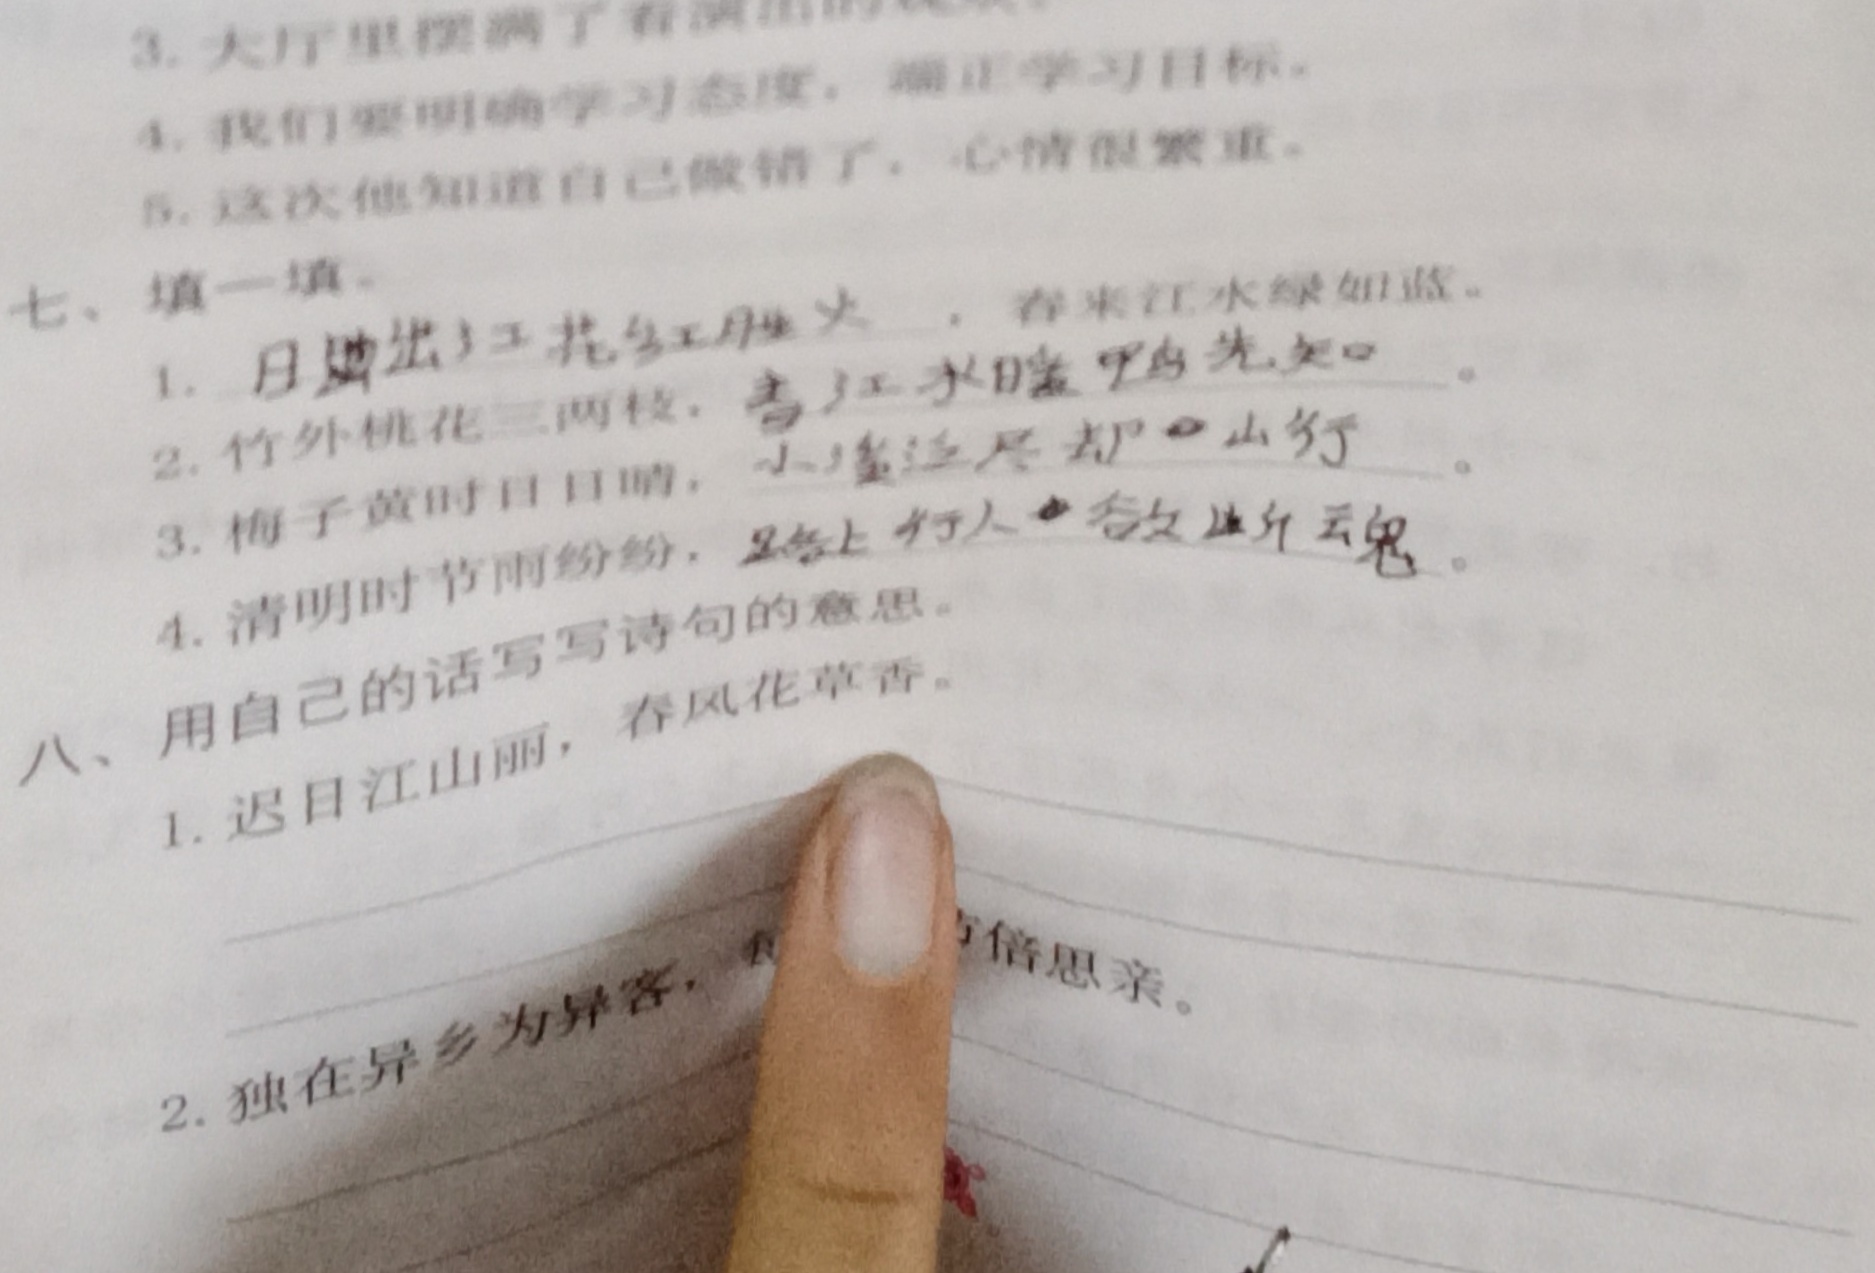 3. 大厅里摆满了看演出的观众。
4. 我们要明确学习态度，端正学习目标。
5. 这次他知道自己做错了，心情很繁重。
七、填一填。
1. 日出江花红胜火，春来江水绿如蓝。
2. 竹外桃花三两枝，春江水暖鸭先知。
3. 梅子黄时日日晴，小溪泛尽却山行。
4. 清明时节雨纷纷，路上行人欲断魂。
八、用自己的话写写诗句的意思。
1. 迟日江山丽，春风花草香。
2. 独在异乡为异客，倍思亲。